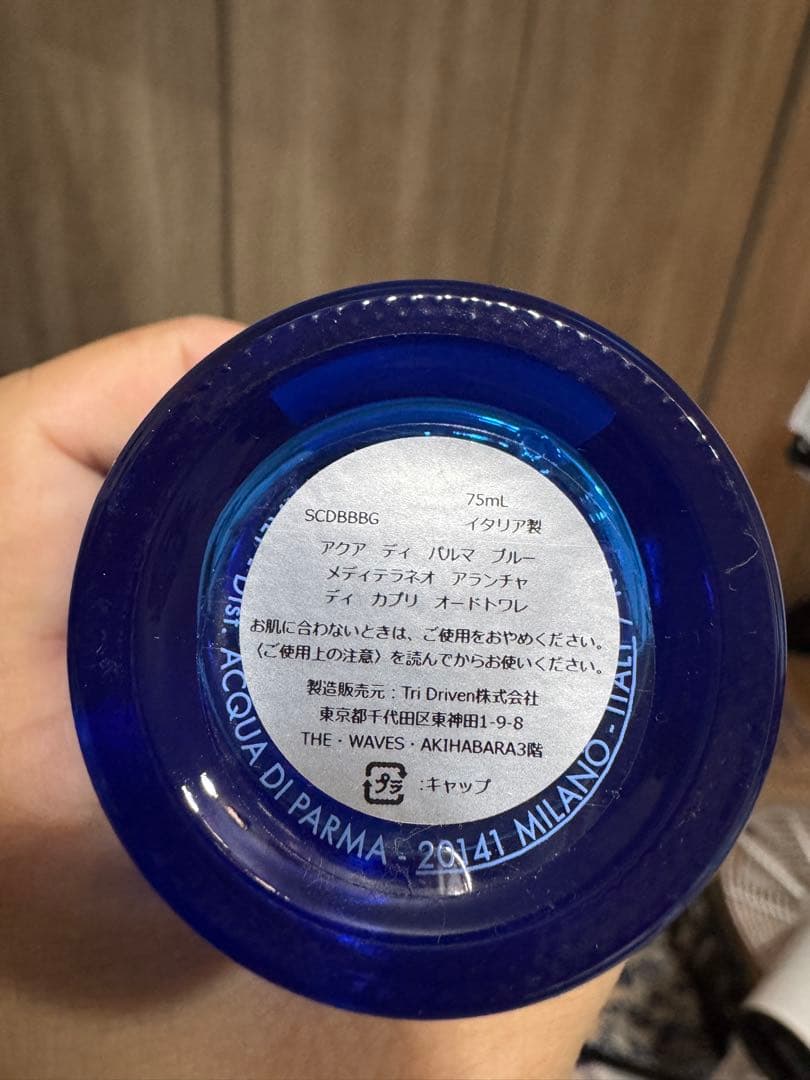 75mL
SCDBBBG イタリア製
アクア ディ パルマ ブルー
メディテラネオ アランチャ
ディ カプリ オードトワレ
お肌に合わないときは、ご使用をおやめください。
〈ご使用上の注意〉を読んでからお使いください。
製造販売元：Tri Driven株式会社
東京都千代田区東神田1-9-8
THE・WAVES・AKIHABARA3階
プラ :キャップ
Dist. ACQUA DI PARMA - 20141 MILANO - ITALY /